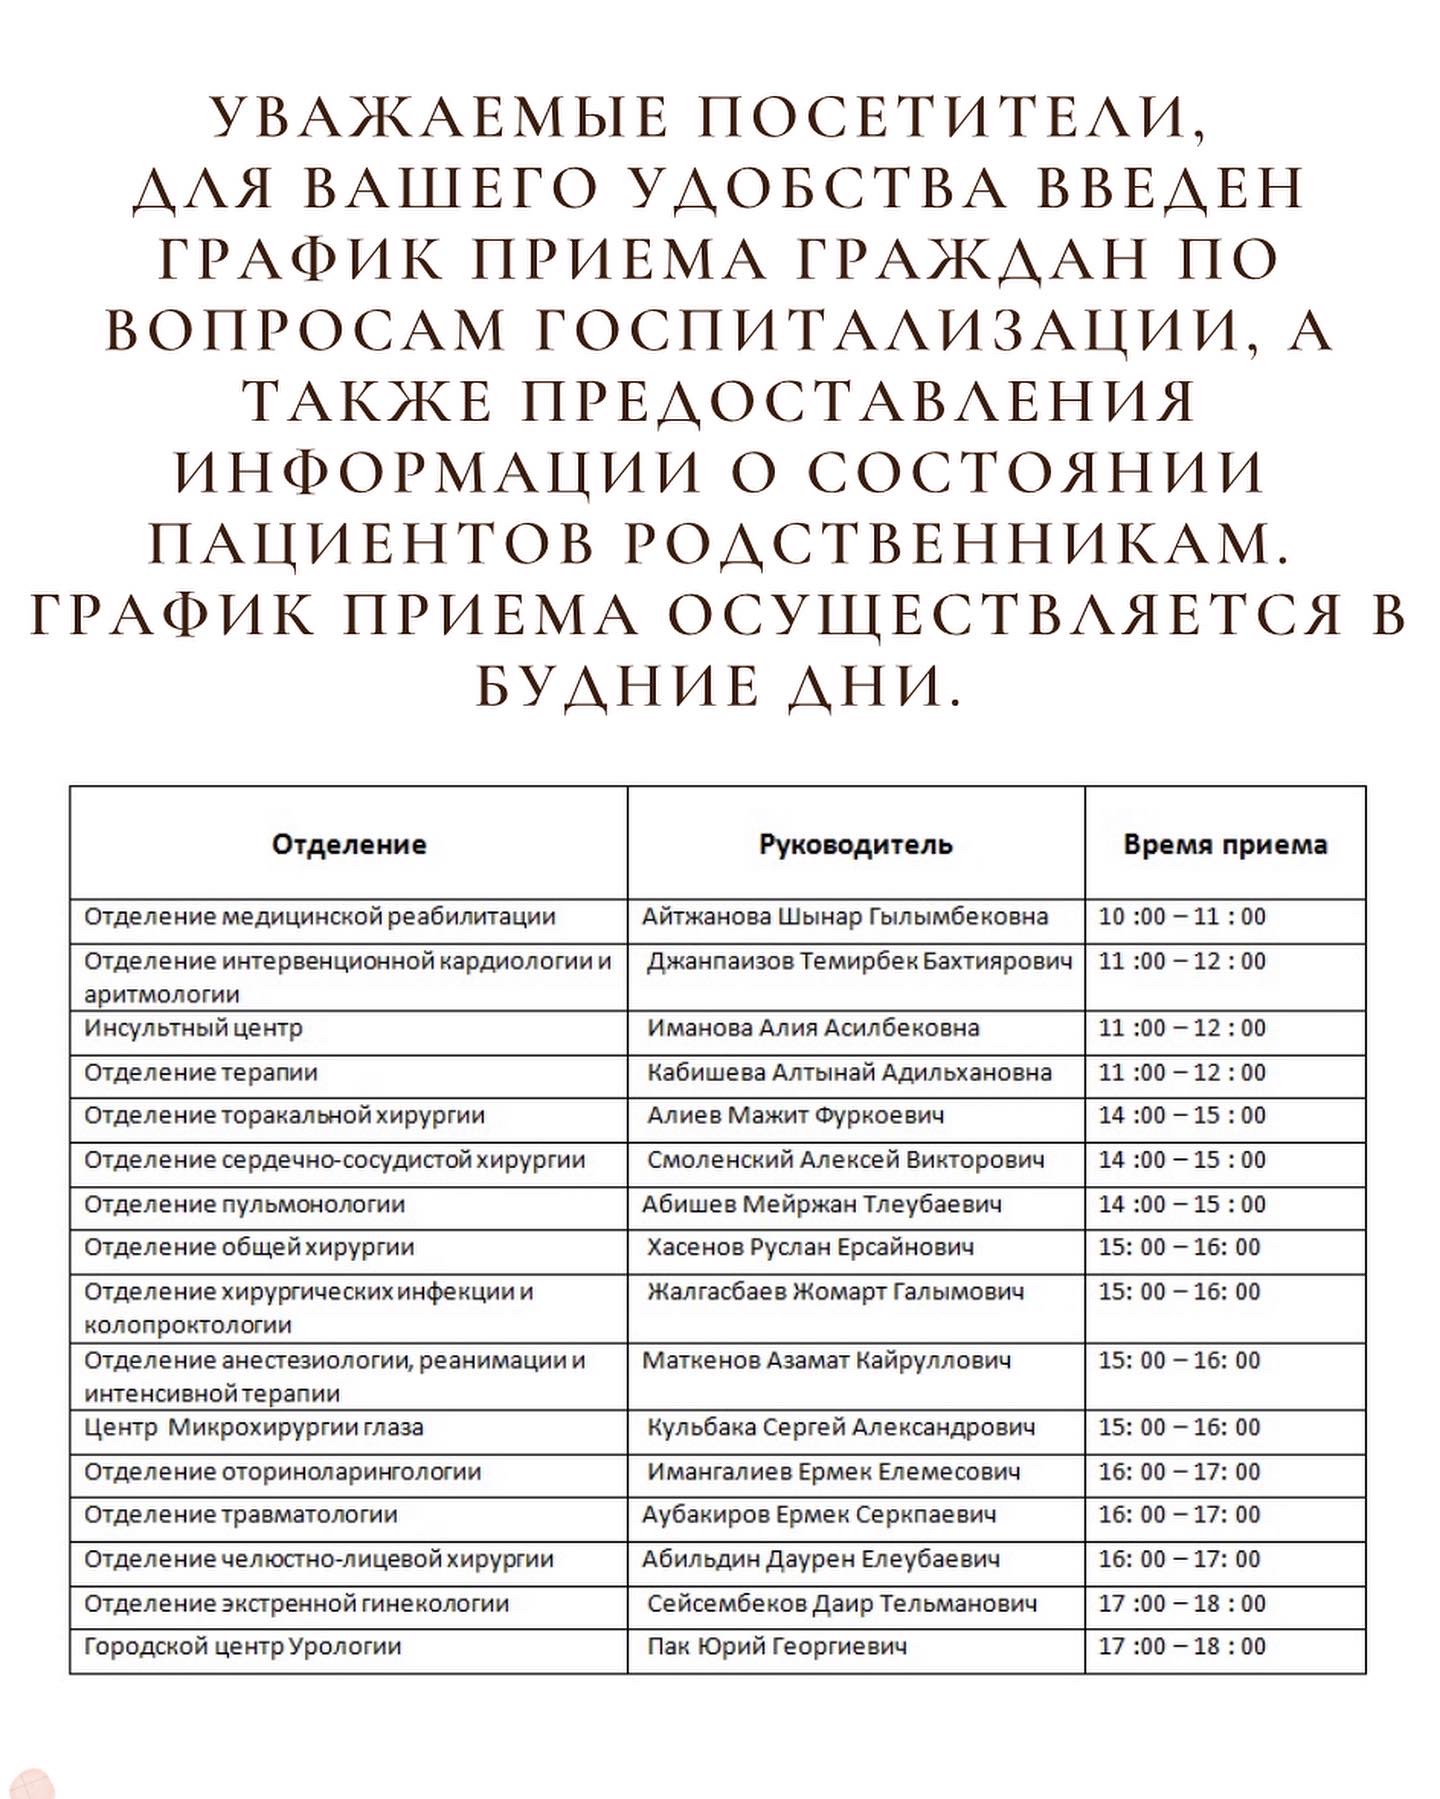 УВАЖАЕМЫЕ ПОСЕТИТЕЛИ,
ДЛЯ ВАШЕГО УДОБСТВА ВВЕДЕН
ГРАФИК ПРИЕМА ГРАЖДАН ПО
ВОПРОСАМ ГОСПИТАЛИЗАЦИИ, А
ТАКЖЕ ПРЕДОСТАВЛЕНИЯ
ИНФОРМАЦИИ О СОСТОЯНИИ
ПАЦИЕНТОВ РОДСТВЕННИКАМ.
ГРАФИК ПРИЕМА ОСУЩЕСТВЛЯЕТСЯ В
БУДНИЕ ДНИ.
Отделение Руководитель Время приема
Отделение медицинской реабилитации Айтжанова Шынар Гылымбековна 10 :00 – 11 : 00
Отделение интервенционной кардиологии и Джанпаизов Темирбек Бахтиярович 11 :00 – 12 : 00
аритмологии
Инсультный центр Иманова Алия Асилбековна 11 :00 – 12 : 00
Отделение терапии Кабишева Алтынай Адильхановна 11 :00 – 12 : 00
Отделение торакальной хирургии Алиев Мажит Фуркоевич 14 :00 – 15 : 00
Отделение сердечно-сосудистой хирургии Смоленский Алексей Викторович 14 :00 – 15 : 00
Отделение пульмонологии Абишев Мейржан Тлеубаевич 14 :00 – 15 : 00
Отделение общей хирургии Хасенов Руслан Ерсайнович 15: 00 – 16: 00
Отделение хирургических инфекции и Жалгасбаев Жомарт Галымович 15: 00 – 16: 00
колопроктологии
Отделение анестезиологии, реанимации и Маткенов Азамат Кайруллович 15: 00 – 16: 00
интенсивной терапии
Центр Микрохирургии глаза Кульбака Сергей Александрович 15: 00 – 16: 00
Отделение оториноларингологии Имангалиев Ермек Елемесович 16: 00 – 17: 00
Отделение травматологии Аубакиров Ермек Серкпаевич 16: 00 – 17: 00
Отделение челюстно-лицевой хирургии Абильдин Даурен Елеубаевич 16: 00 – 17: 00
Отделение экстренной гинекологии Сейсембеков Даир Тельманович 17 :00 – 18 : 00
Городской центр Урологии Пак Юрий Георгиевич 17 :00 – 18 : 00